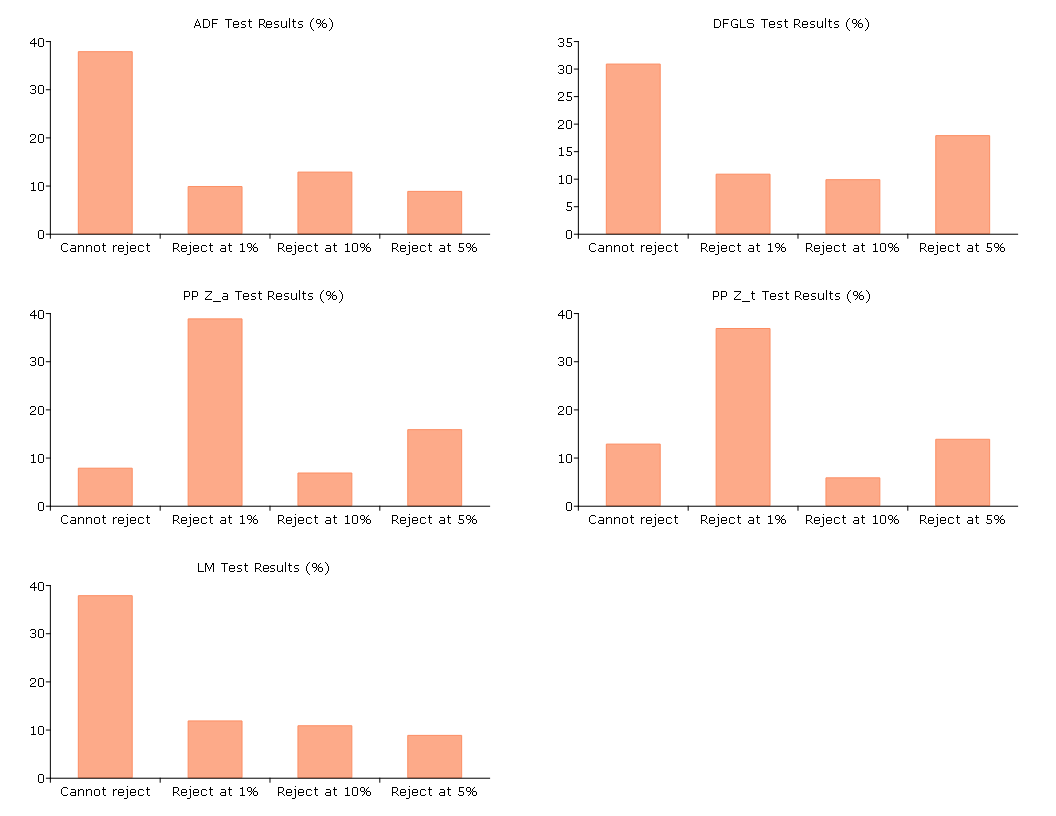 ADF Test Results (%)
40
30
20
10
0
Cannot reject Reject at 1% Reject at 10% Reject at 5%
DFGLS Test Results (%)
35
30
25
20
15
10
5
0
Cannot reject Reject at 1% Reject at 10% Reject at 5%
PP Z_a Test Results (%)
40
30
20
10
0
Cannot reject Reject at 1% Reject at 10% Reject at 5%
PP Z_t Test Results (%)
40
30
20
10
0
Cannot reject Reject at 1% Reject at 10% Reject at 5%
LM Test Results (%)
40
30
20
10
0
Cannot reject Reject at 1% Reject at 10% Reject at 5%